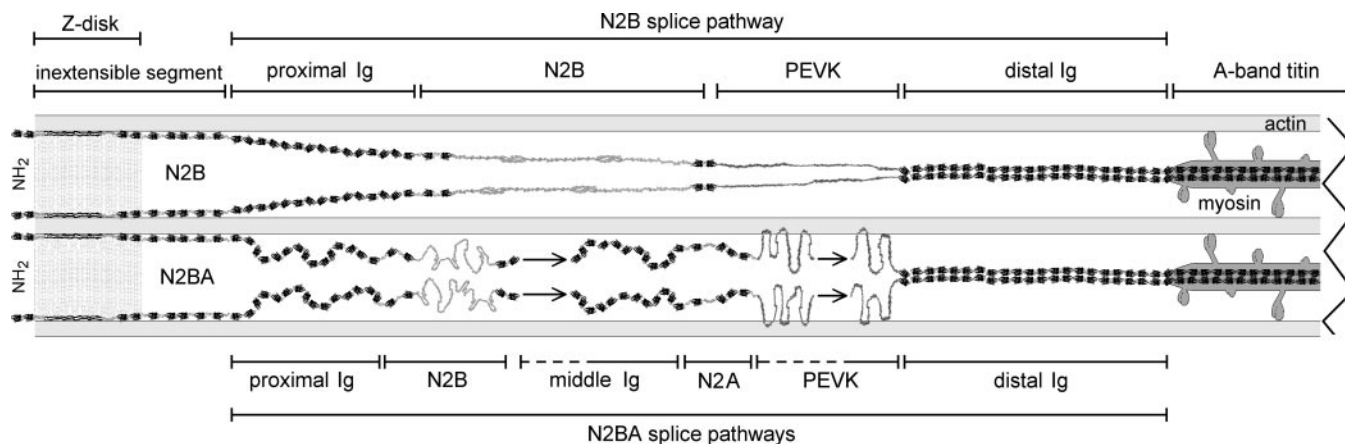 N2B splice pathway
Z-disk
inextensible segment
proximal Ig
N2B
PEVK
distal Ig
A-band titin
actin
NH2
N2B
myosin
NH2
N2BA
proximal Ig
N2B
middle Ig
N2A
PEVK
distal Ig
N2BA splice pathways